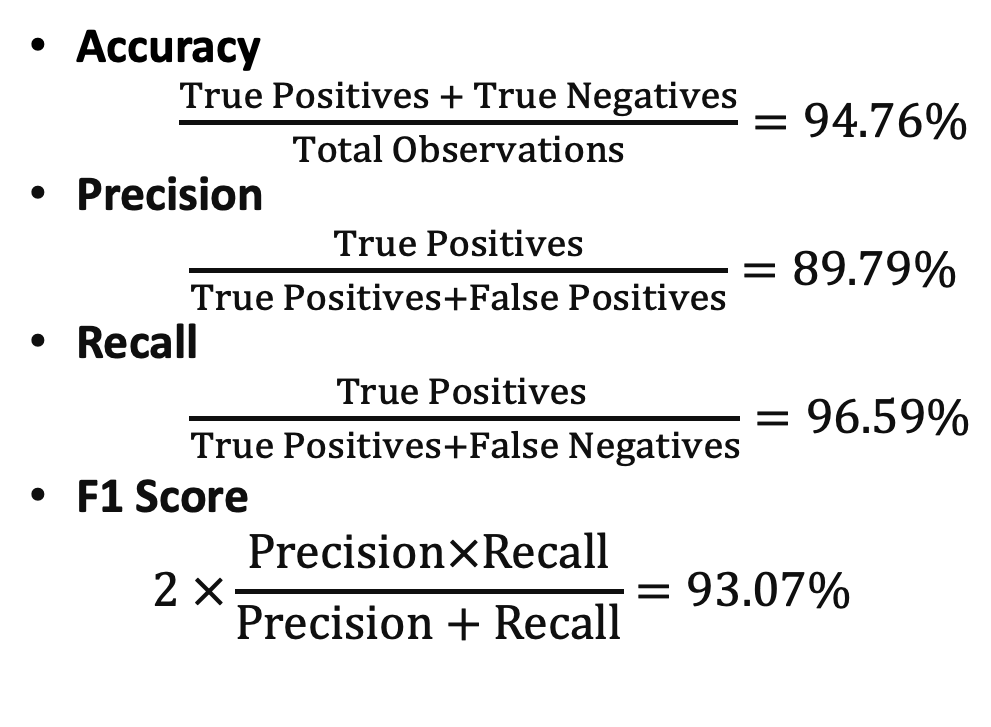 • Accuracy
True Positives + True Negatives
Total Observations
= 94.76%
• Precision
True Positives
True Positives+False Positives
= 89.79%
• Recall
True Positives
True Positives+False Negatives
= 96.59%
• F1 Score
2 ×
Precision×Recall
Precision + Recall
= 93.07%